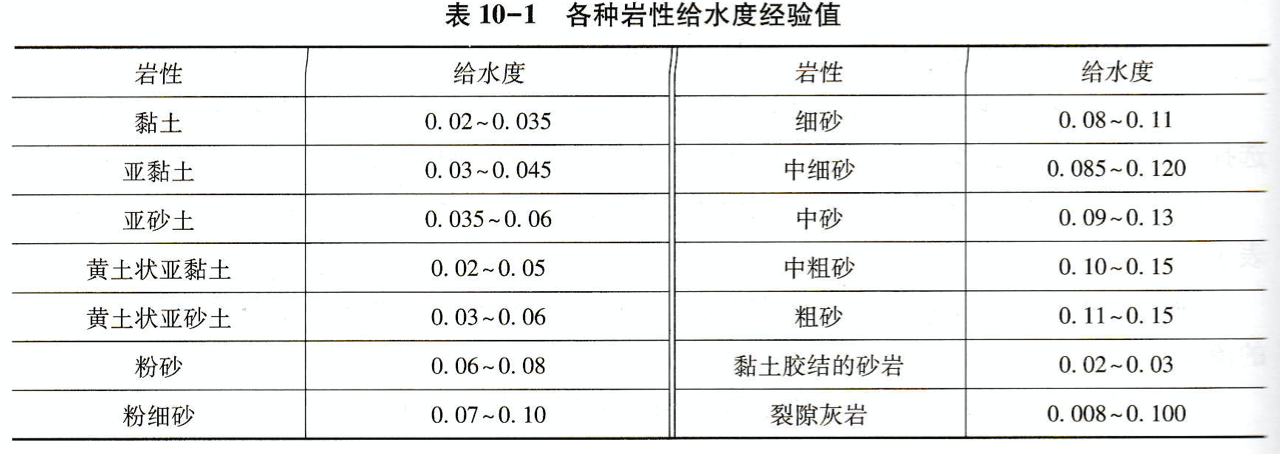 表 10-1 各种岩性给水度经验值
岩性 给水度 岩性 给水度
黏土 0.02~0.035 细砂 0.08~0.11
亚黏土 0.03~0.045 中细砂 0.085~0.120
亚砂土 0.035~0.06 中砂 0.09~0.13
黄土状亚黏土 0.02~0.05 中粗砂 0.10~0.15
黄土状亚砂土 0.03~0.06 粗砂 0.11~0.15
粉砂 0.06~0.08 黏土胶结的砂岩 0.02~0.03
粉细砂 0.07~0.10 裂隙灰岩 0.008~0.100